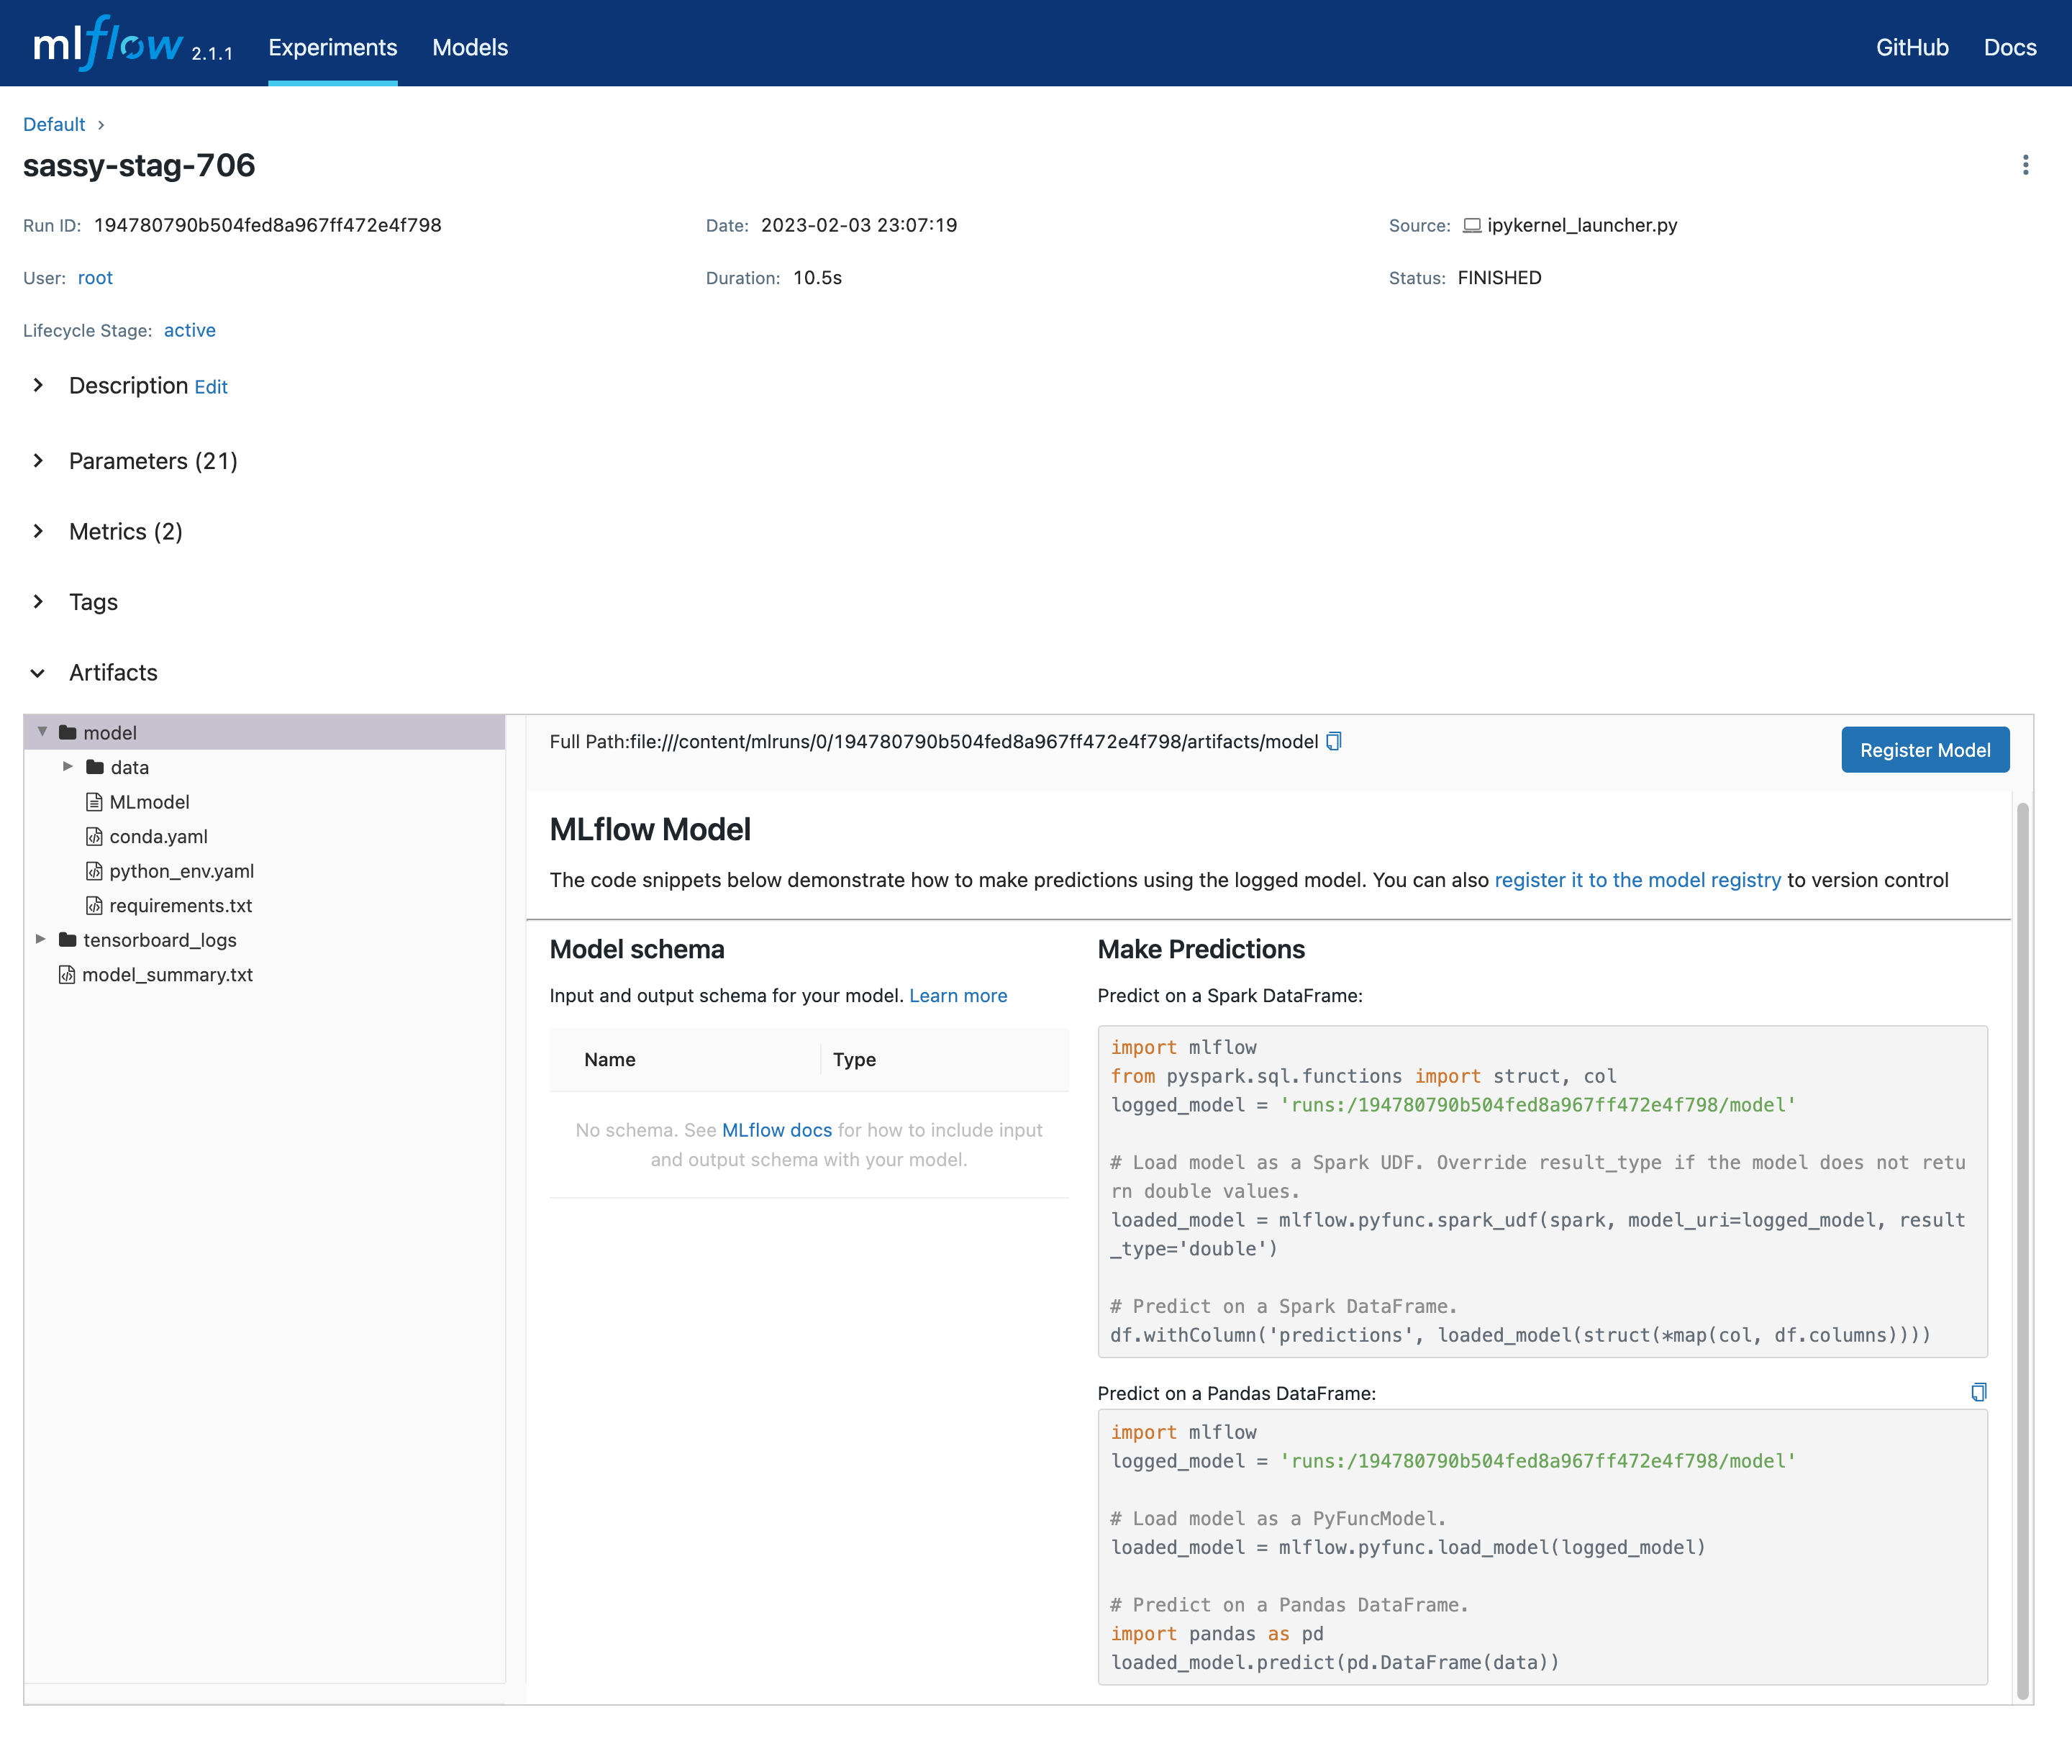 mlflow 2.1.1 Experiments Models GitHub Docs
Default
sassy-stag-706
Run ID: 194780790b504fed8a967ff472e4f798 Date: 2023-02-03 23:07:19 Source: ipykernel_launcher.py
User: root Duration: 10.5s Status: FINISHED
Lifecycle Stage: active
Description Edit
Parameters (21)
Metrics (2)
Tags
Artifacts
model
data
MLmodel
conda.yaml
python_env.yaml
requirements.txt
tensorboard_logs
model_summary.txt
Full Path:file:///content/mlruns/0/194780790b504fed8a967ff472e4f798/artifacts/model
Register Model
MLflow Model
The code snippets below demonstrate how to make predictions using the logged model. You can also register it to the model registry to version control
Model schema
Input and output schema for your model. Learn more
Name Type
No schema. See MLflow docs for how to include input
and output schema with your model.
Make Predictions
Predict on a Spark DataFrame:
import mlflow
from pyspark.sql.functions import struct, col
logged_model = 'runs:/194780790b504fed8a967ff472e4f798/model'
# Load model as a Spark UDF. Override result_type if the model does not retu
rn double values.
loaded_model = mlflow.pyfunc.spark_udf(spark, model_uri=logged_model, result
_type='double')
# Predict on a Spark DataFrame.
df.withColumn('predictions', loaded_model(struct(*map(col, df.columns))))
Predict on a Pandas DataFrame:
import mlflow
logged_model = 'runs:/194780790b504fed8a967ff472e4f798/model'
# Load model as a PyFuncModel.
loaded_model = mlflow.pyfunc.load_model(logged_model)
# Predict on a Pandas DataFrame.
import pandas as pd
loaded_model.predict(pd.DataFrame(data))